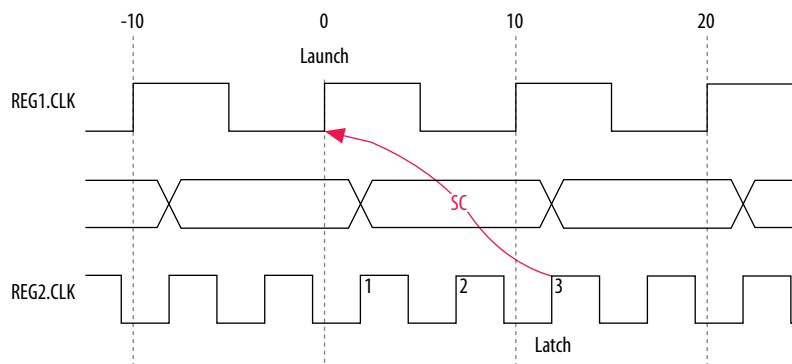 -10 0 10 20
Launch
REG1.CLK
SC
REG2.CLK 1 2 3
Latch